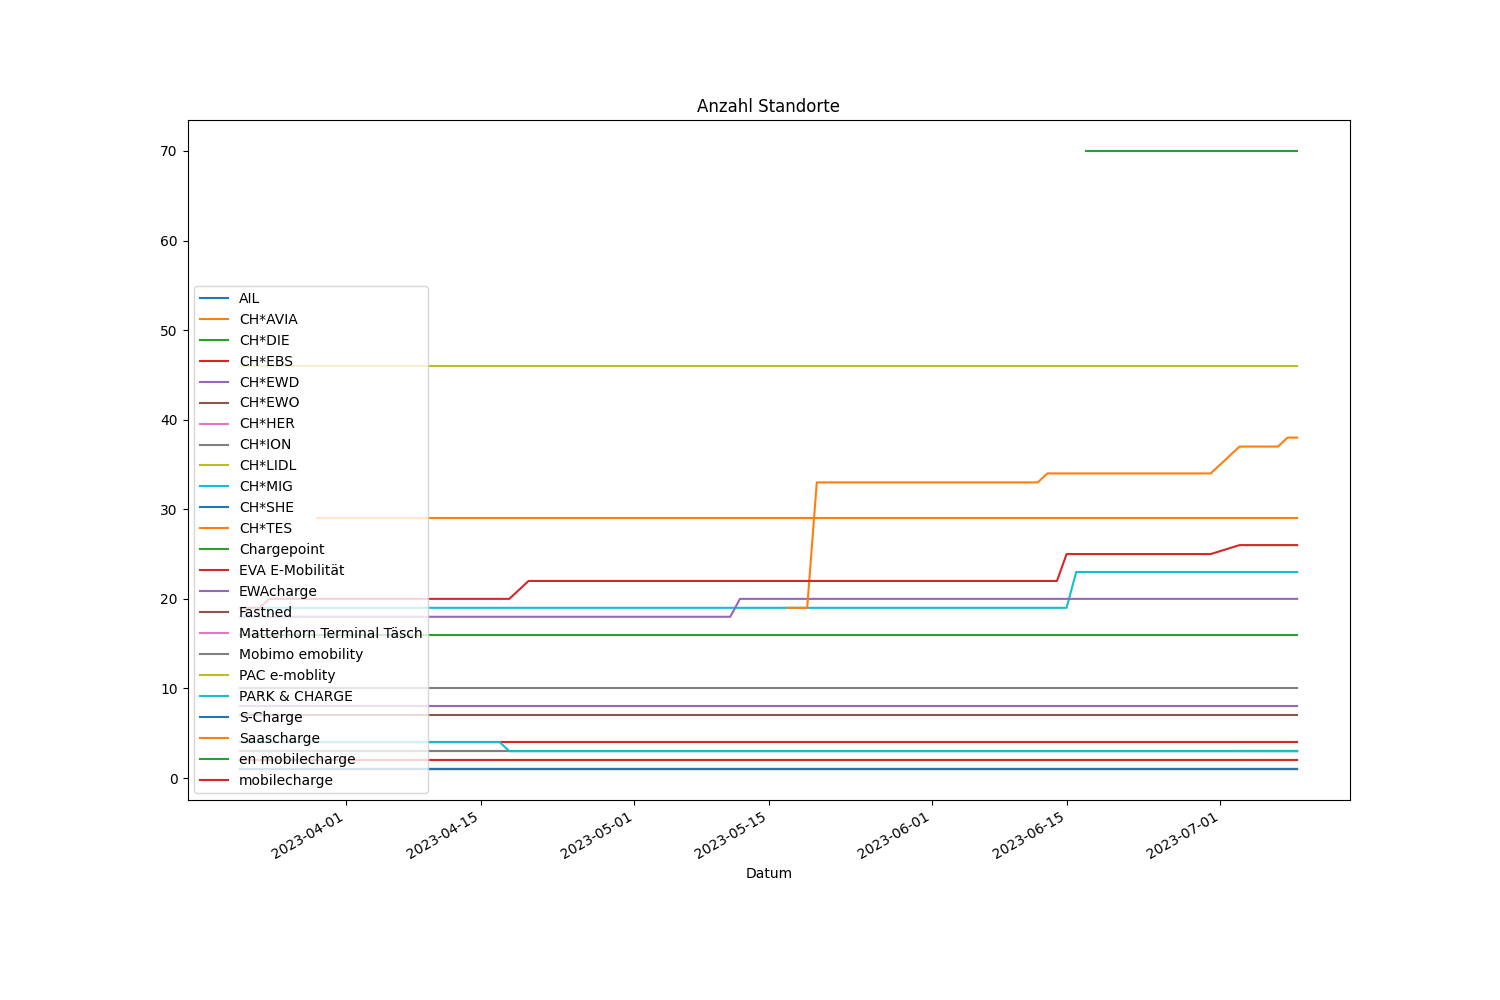 Anzahl Standorte
70
60
50
40
30
20
10
0
AIL
CH*AVIA
CH*DIE
CH*EBS
CH*EWD
CH*EWO
CH*HER
CH*ION
CH*LIDL
CH*MIG
CH*SHE
CH*TES
Chargepoint
EVA E-Mobilität
EWAcharge
Fastned
Matterhorn Terminal Täsch
Mobimo emobility
PAC e-moblity
PARK & CHARGE
S-Charge
Saascharge
en mobilecharge
mobilecharge
2023-04-01
2023-04-15
2023-05-01
2023-05-15
2023-06-01
2023-06-15
2023-07-01
Datum